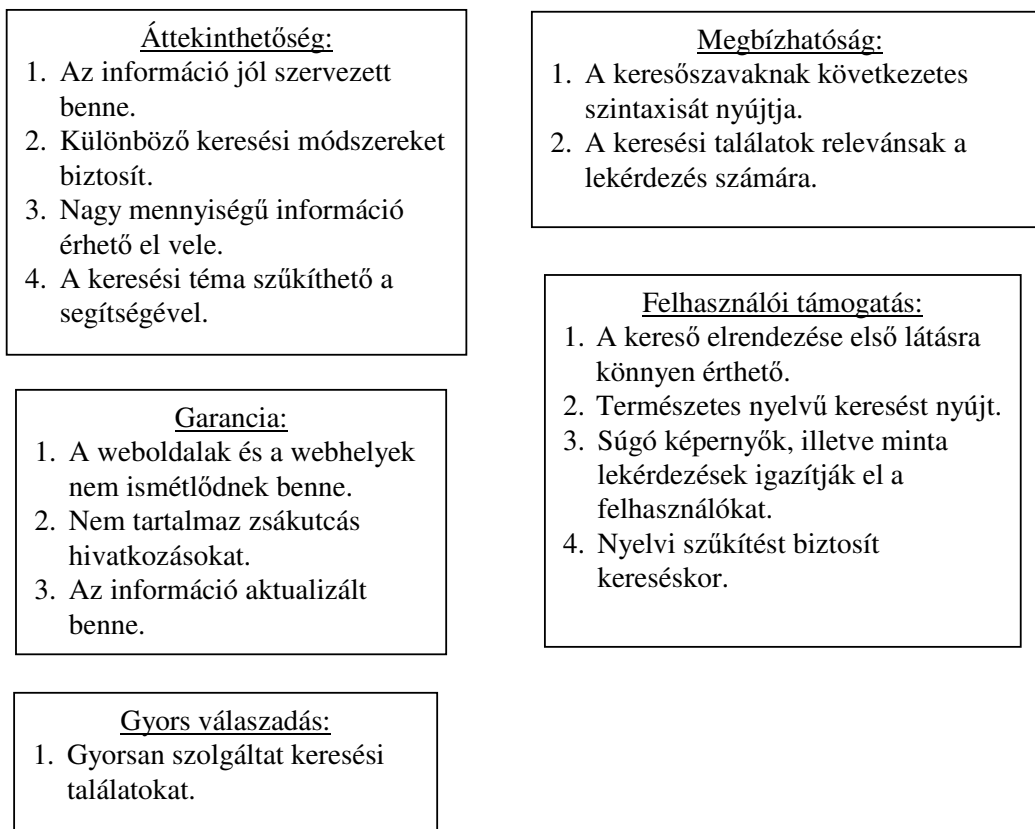 Áttekinthetőség:
1. Az információ jól szervezett
benne.
2. Különböző keresési módszereket
biztosít.
3. Nagy mennyiségű információ
érhető el vele.
4. A keresési téma szűkíthető a
segítségével.
Megbízhatóság:
1. A keresőszavaknak következetes
szintaxisát nyújtja.
2. A keresési találatok relevánsak a
lekérdezés számára.
Garancia:
1. A weboldalak és a webhelyek
nem ismétlődnek benne.
2. Nem tartalmaz zsákutcás
hivatkozásokat.
3. Az információ aktualizált
benne.
Felhasználói támogatás:
1. A kereső elrendezése első látásra
könnyen érthető.
2. Természetes nyelvű keresést nyújt.
3. Súgó képernyők, illetve minta
lekérdezések igazítják el a
felhasználókat.
4. Nyelvi szűkítést biztosít
kereséskor.
Gyors válaszadás:
1. Gyorsan szolgáltat keresési
találatokat.